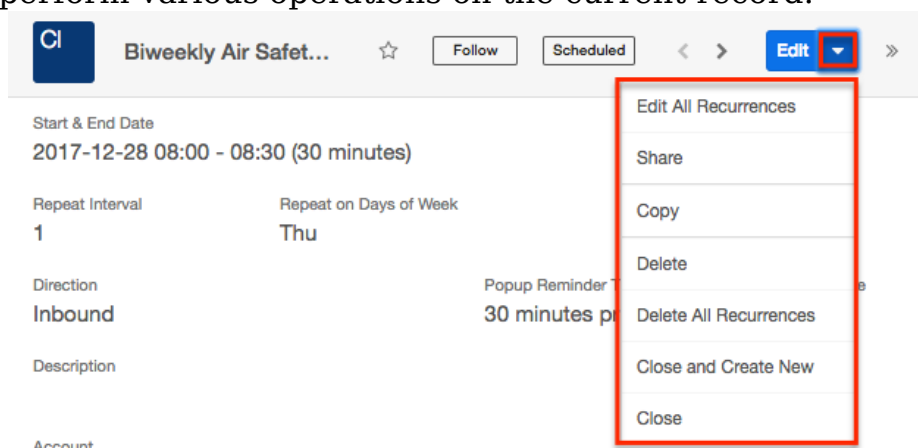 perform various operations on the current record.
CI
Biweekly Air Safet...
Follow
Scheduled
Edit
Edit All Recurrences
Start & End Date
2017-12-28 08:00 - 08:30 (30 minutes)
Share
Repeat Interval
Repeat on Days of Week
Copy
1
Thu
Delete
Direction
Popup Reminder T
e
Inbound
30 minutes pr
Delete All Recurrences
Description
Close and Create New
Close
Account